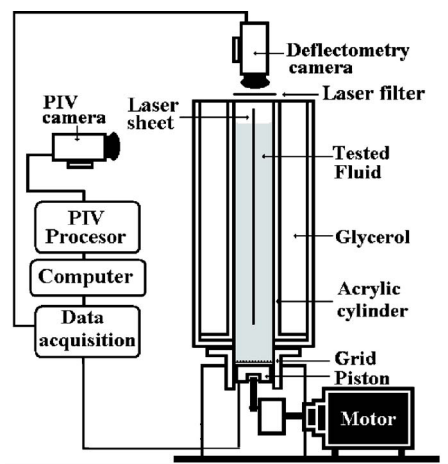 Deflectometry
camera
Laser filter
PIV
camera
Laser
sheet
Tested
Fluid
PIV
Procesor
Glycerol
Computer
Acrylic
cylinder
Data
acquisition
Grid
Piston
Motor